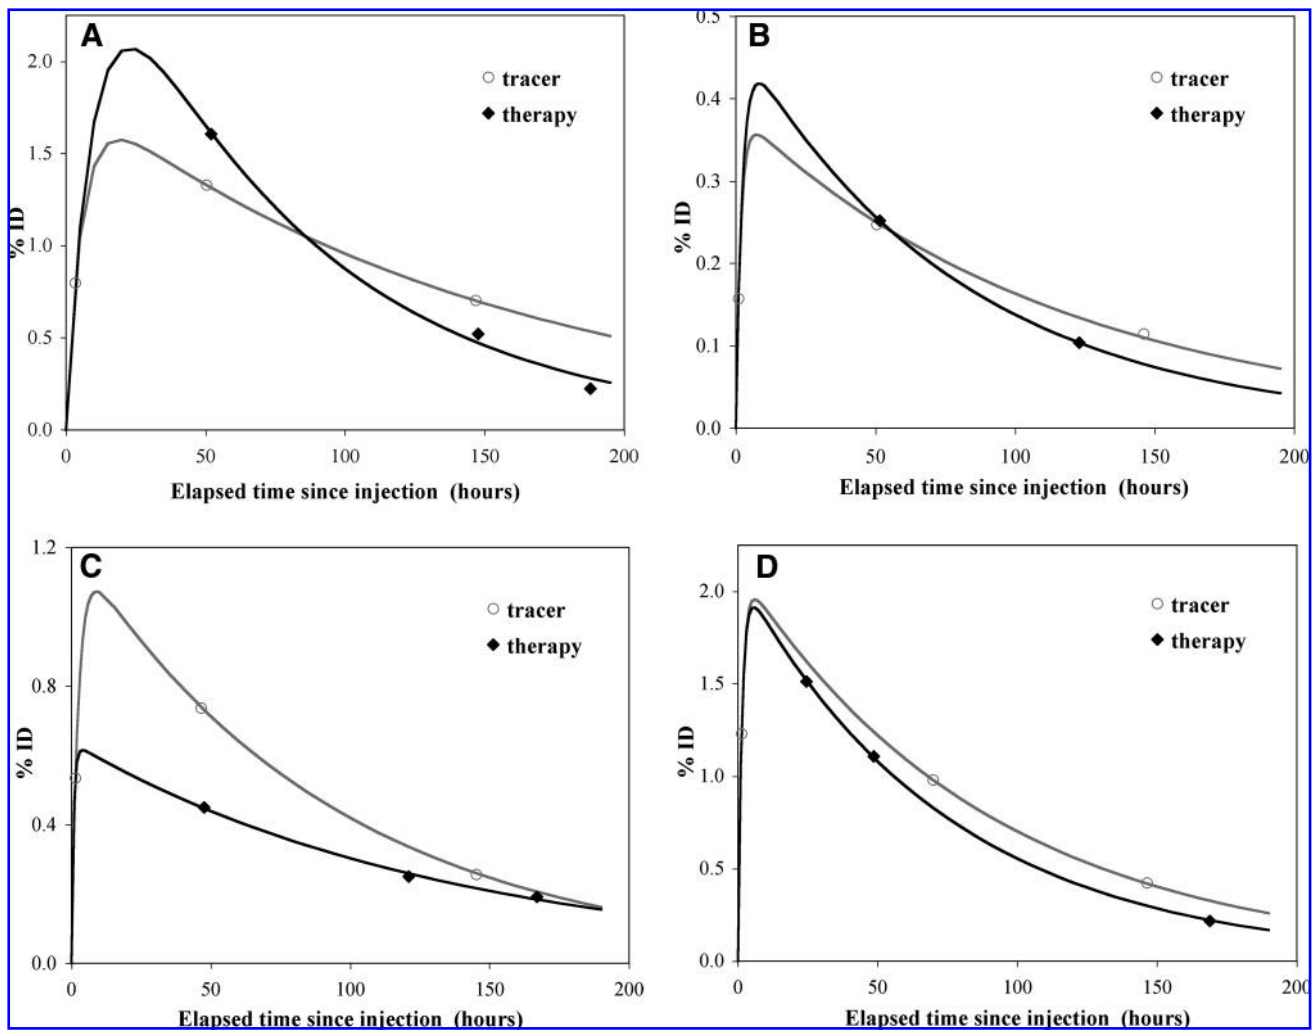 A
2.0
1.5
1.0
0.5
0.0
% ID
tracer
therapy
0 50 100 150 200
Elapsed time since injection (hours)
B
0.5
0.4
0.3
0.2
0.1
0.0
% ID
tracer
therapy
0 50 100 150 200
Elapsed time since injection (hours)
C
1.2
0.8
0.4
0.0
% ID
tracer
therapy
0 50 100 150 200
Elapsed time since injection (hours)
D
2.0
1.5
1.0
0.5
0.0
% ID
tracer
therapy
0 50 100 150 200
Elapsed time since injection (hours)